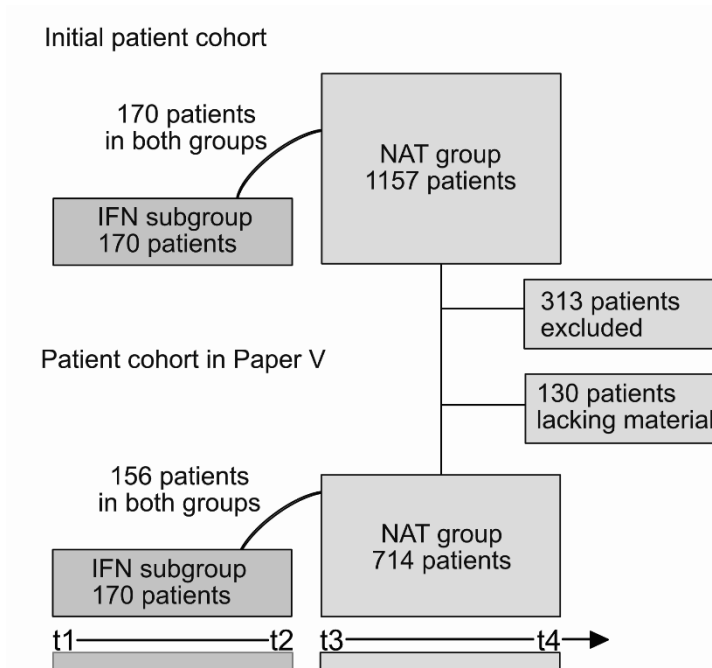 Initial patient cohort
170 patients
in both groups
NAT group
1157 patients
IFN subgroup
170 patients
313 patients
excluded
Patient cohort in Paper V
130 patients
lacking material
156 patients
in both groups
NAT group
714 patients
IFN subgroup
170 patients
t1 t2 t3 t4